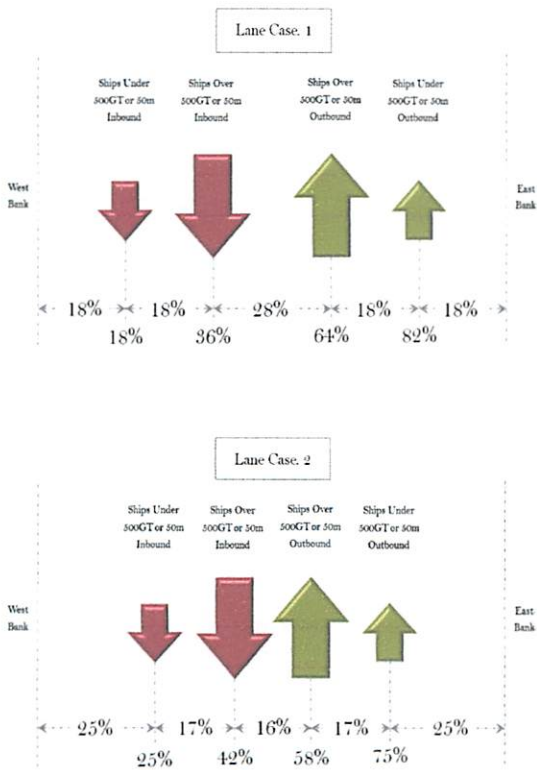 Lane Case. 1
Ships Under
500GT or 50m
Inbound
Ships Over
500GT or 50m
Inbound
Ships Over
500GT or 50m
Outbound
Ships Under
500GT or 50m
Outbound
West
Bank
East
Bank
18% 18% 28% 18% 18%
18% 36% 64% 82%
Lane Case. 2
Ships Under
500GT or 50m
Inbound
Ships Over
500GT or 50m
Inbound
Ships Over
500GT or 50m
Outbound
Ships Under
500GT or 50m
Outbound
West
Bank
East
Bank
25% 17% 16% 17% 25%
25% 42% 58% 75%